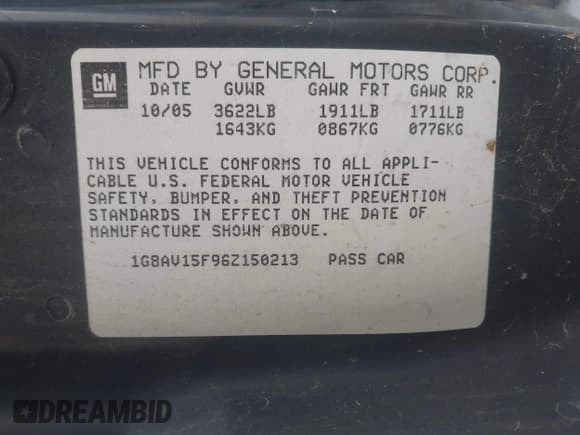 GM MFD BY GENERAL MOTORS CORP.
DATE GVWR GAWR FRT GAWR RR
10/05 3622LB 1911LB 1711LB
1643KG 0867KG 0776KG
THIS VEHICLE CONFORMS TO ALL APPLI-
CABLE U.S. FEDERAL MOTOR VEHICLE
SAFETY, BUMPER, AND THEFT PREVENTION
STANDARDS IN EFFECT ON THE DATE OF
MANUFACTURE SHOWN ABOVE.
1G8AV15F96Z150213 PASS CAR
DREAMBID